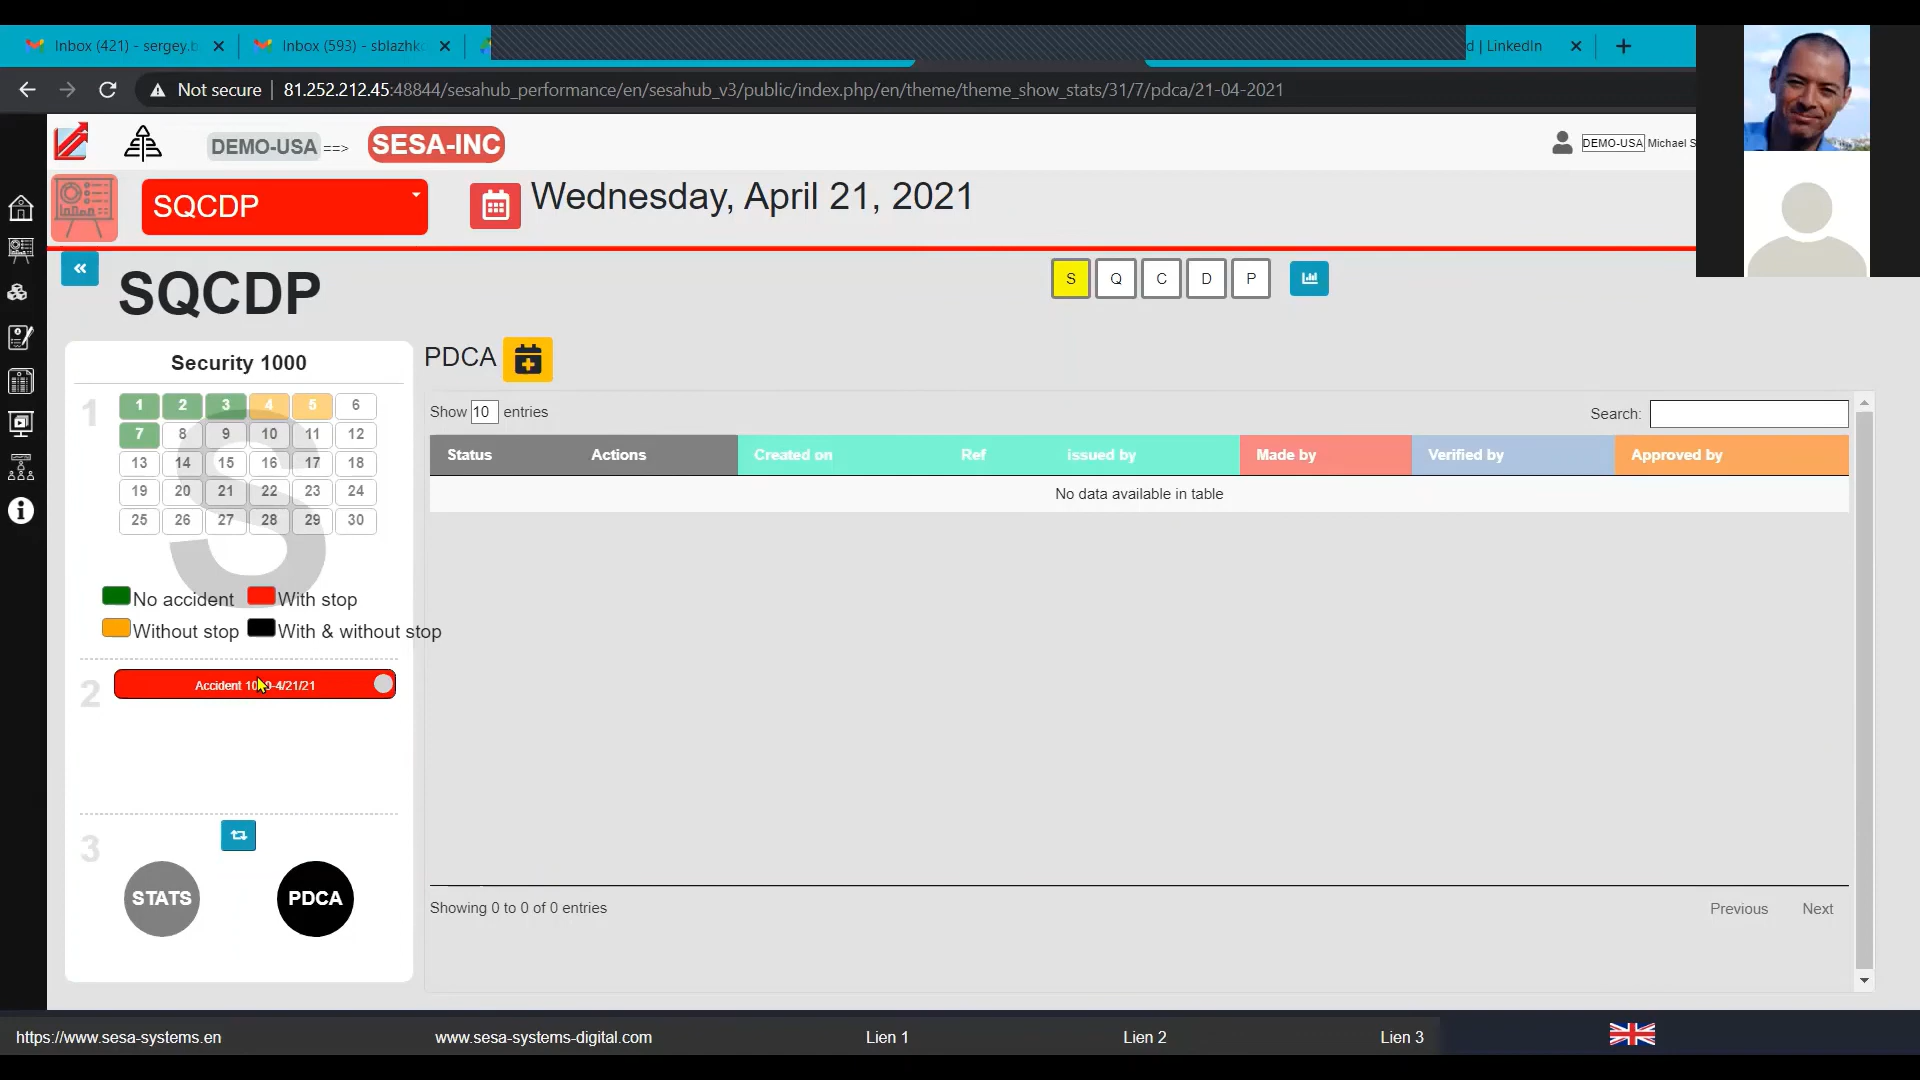 Inbox (421) - sergey.b
Inbox (593) - sblazhko
d | LinkedIn
Not secure
81.252.212.45:48844/sesahub_performance/en/sesahub_v3/public/index.php/en/theme/theme_show_stats/31/7/pdca/21-04-2021
DEMO-USA ==> SESA-INC
DEMO-USA Michael S
SQCDP
Wednesday, April 21, 2021
SQCDP
S Q C D P
Security 1000
PDCA
1
1 2 3 4 5 6
7 8 9 10 11 12
13 14 15 16 17 18
19 20 21 22 23 24
25 26 27 28 29 30
S
No accident With stop
Without stop With & without stop
2
Accident 1000-4/21/21
3
STATS PDCA
Show 10 entries
Search:
Status Actions Created on Ref issued by Made by Verified by Approved by
No data available in table
Showing 0 to 0 of 0 entries
Previous Next
https://www.sesa-systems.en www.sesa-systems-digital.com Lien 1 Lien 2 Lien 3